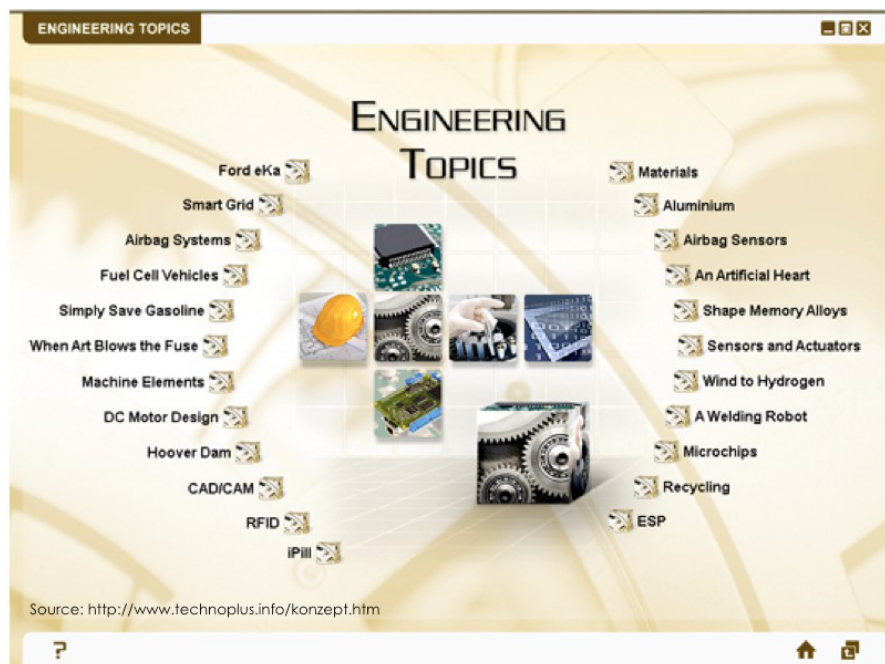 ENGINEERING TOPICS
ENGINEERING
TOPICS
Ford eKa
Smart Grid
Airbag Systems
Fuel Cell Vehicles
Simply Save Gasoline
When Art Blows the Fuse
Machine Elements
DC Motor Design
Hoover Dam
CAD/CAM
RFID
iPill
Materials
Aluminium
Airbag Sensors
An Artificial Heart
Shape Memory Alloys
Sensors and Actuators
Wind to Hydrogen
A Welding Robot
Microchips
Recycling
ESP
Source: http://www.technoplus.info/konzept.htm
?